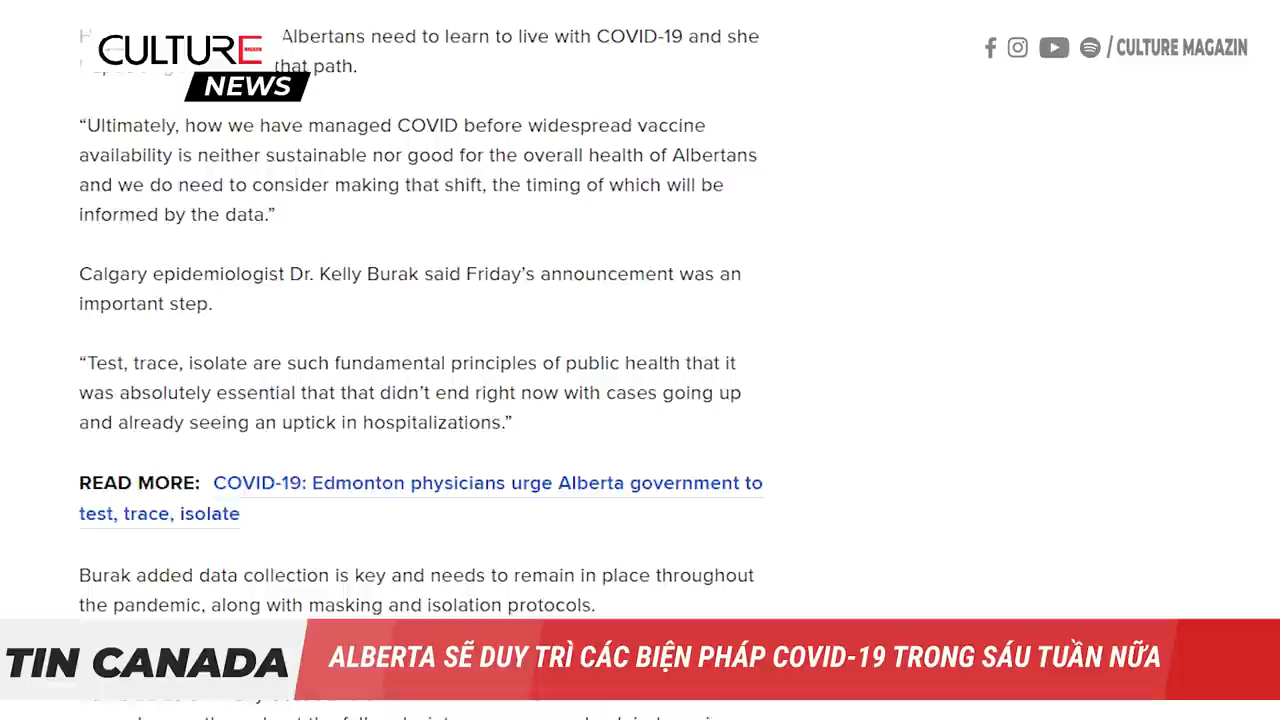 Albertans need to learn to live with COVID-19 and she
that path.
CULTURE
NEWS
/ CULTURE MAGAZIN
“Ultimately, how we have managed COVID before widespread vaccine
availability is neither sustainable nor good for the overall health of Albertans
and we do need to consider making that shift, the timing of which will be
informed by the data.”
Calgary epidemiologist Dr. Kelly Burak said Friday’s announcement was an
important step.
“Test, trace, isolate are such fundamental principles of public health that it
was absolutely essential that that didn’t end right now with cases going up
and already seeing an uptick in hospitalizations.”
READ MORE: COVID-19: Edmonton physicians urge Alberta government to
test, trace, isolate
Burak added data collection is key and needs to remain in place throughout
the pandemic, along with masking and isolation protocols.
TIN CANADA
ALBERTA SẼ DUY TRÌ CÁC BIỆN PHÁP COVID-19 TRONG SÁU TUẦN NỮA